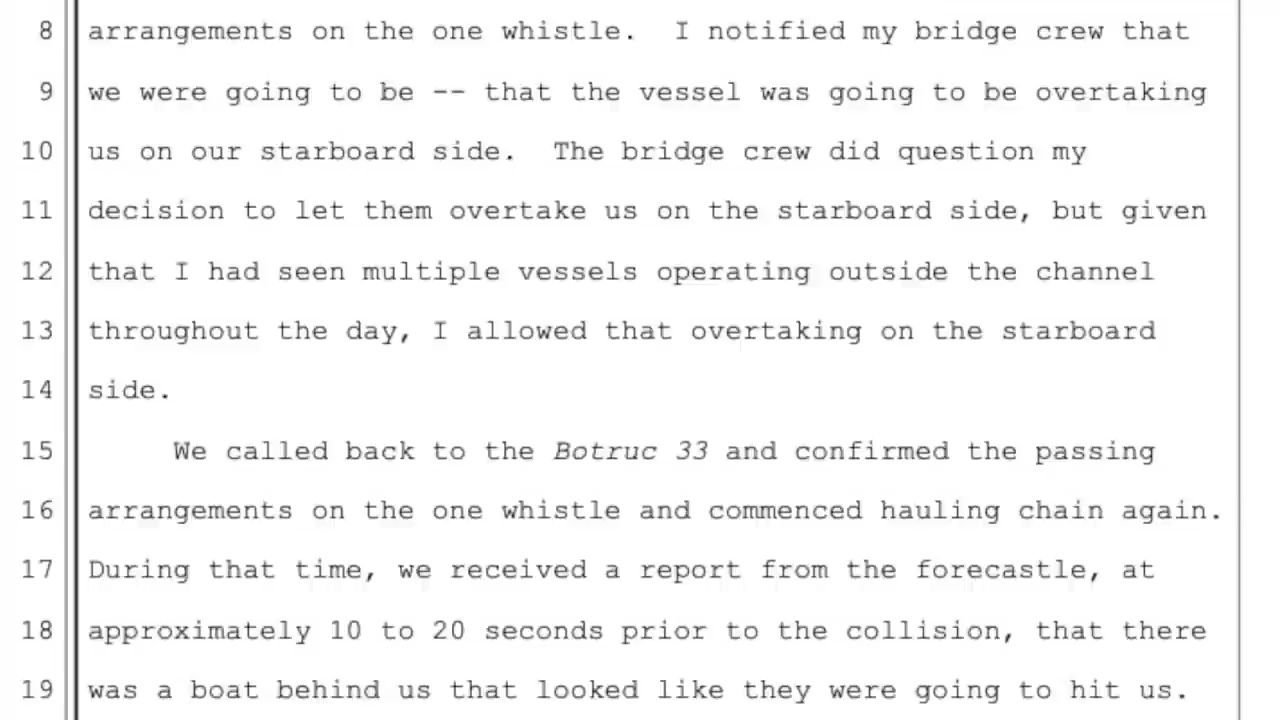 8 arrangements on the one whistle. I notified my bridge crew that
9 we were going to be -- that the vessel was going to be overtaking
10 us on our starboard side. The bridge crew did question my
11 decision to let them overtake us on the starboard side, but given
12 that I had seen multiple vessels operating outside the channel
13 throughout the day, I allowed that overtaking on the starboard
14 side.
15 We called back to the Botruc 33 and confirmed the passing
16 arrangements on the one whistle and commenced hauling chain again.
17 During that time, we received a report from the forecastle, at
18 approximately 10 to 20 seconds prior to the collision, that there
19 was a boat behind us that looked like they were going to hit us.